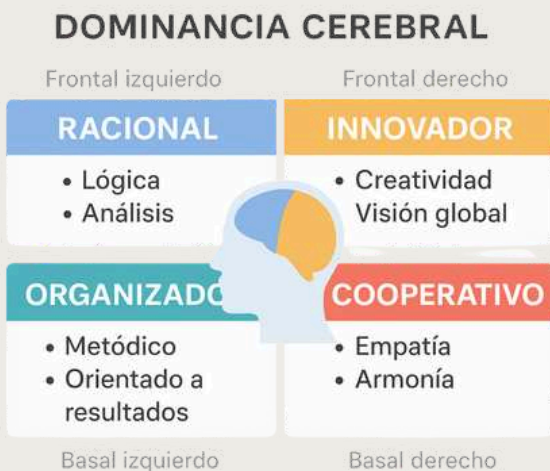 DOMINANCIA CEREBRAL
Frontal izquierdo
Frontal derecho
RACIONAL
• Lógica
• Análisis
INNOVADOR
• Creatividad
Visión global
ORGANIZADO
• Metódico
• Orientado a
resultados
COOPERATIVO
• Empatía
• Armonía
Basal izquierdo
Basal derecho